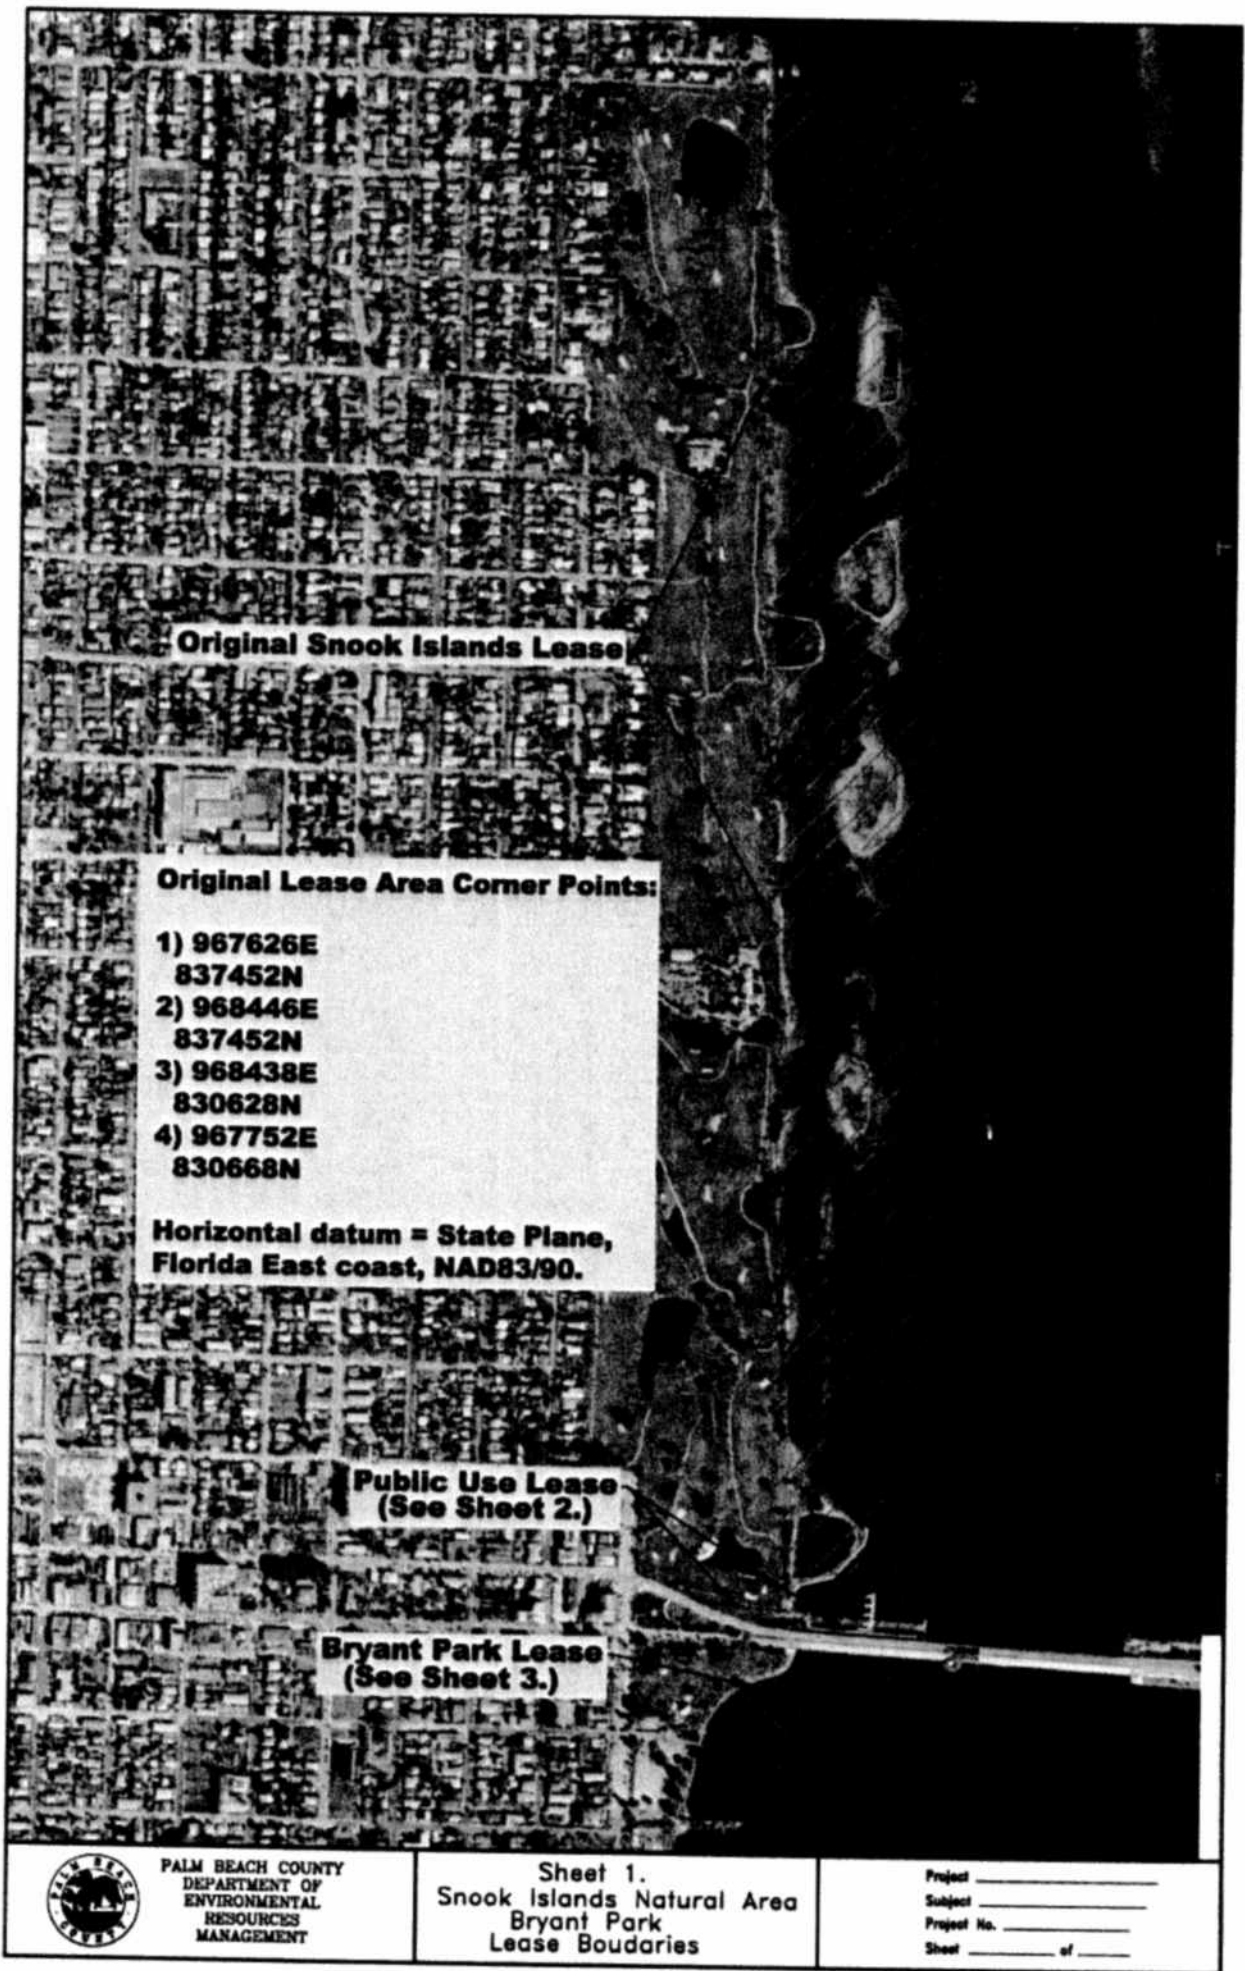 Original Snook Islands Lease
Original Lease Area Corner Points:
1) 967626E
837452N
2) 968446E
837452N
3) 968438E
830628N
4) 967752E
830668N
Horizontal datum = State Plane,
Florida East coast, NAD83/90.
Public Use Lease
(See Sheet 2.)
Bryant Park Lease
(See Sheet 3.)
PALM BEACH
COUNTY
PALM BEACH COUNTY
DEPARTMENT OF
ENVIRONMENTAL
RESOURCES
MANAGEMENT
Sheet 1.
Snook Islands Natural Area
Bryant Park
Lease Boudaries
Project
Subject
Project No.
Sheet of